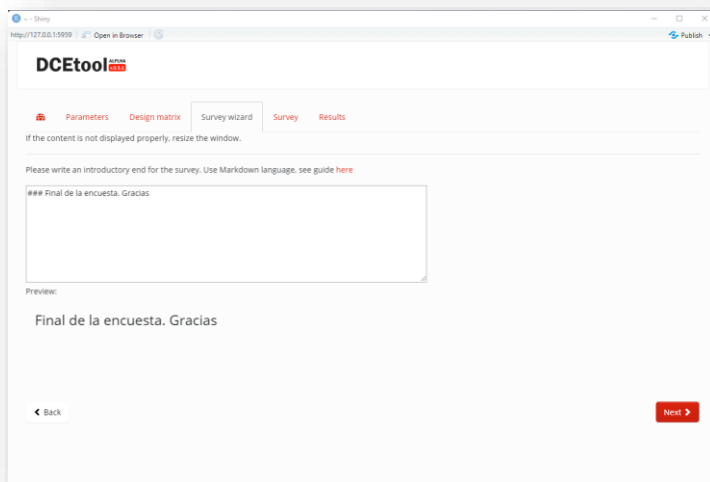 ~ - Shiny
http://127.0.0.1:5959 Open in Browser Publish
DCEtool
Parameters Design matrix Survey wizard Survey Results
If the content is not displayed properly, resize the window.
Please write an introductory end for the survey. Use Markdown language, see guide here
### Final de la encuesta. Gracias
Preview:
Final de la encuesta. Gracias
Back Next